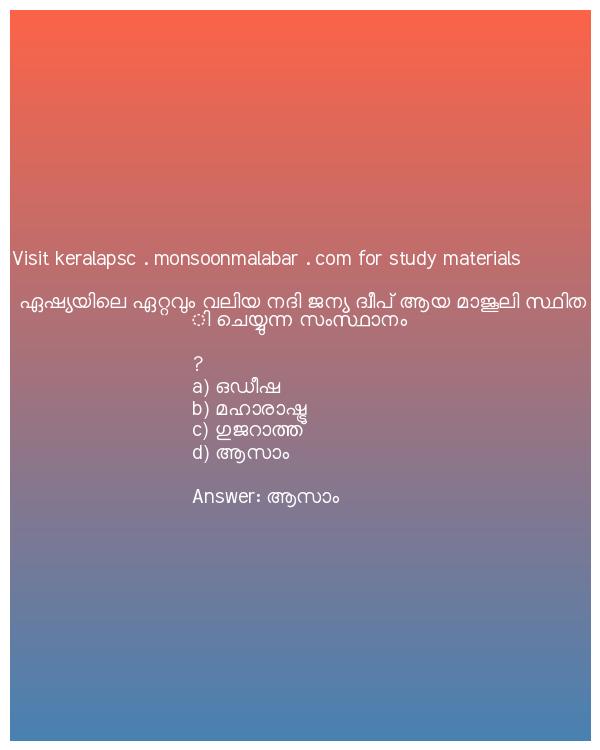 Visit keralapsc . monsoonmalabar . com for study materials
ഏഷ്യയിലെ ഏറ്റവും വലിയ നദി ജന്യ ദ്വീപ് ആയ മാജൂലി സ്ഥിത
ി ചെയ്യുന്ന സംസ്ഥാനം
?
a) ഒഡീഷ
b) മഹാരാഷ്ട്ര
c) ഗുജറാത്ത്
d) ആസാം
Answer: ആസാം